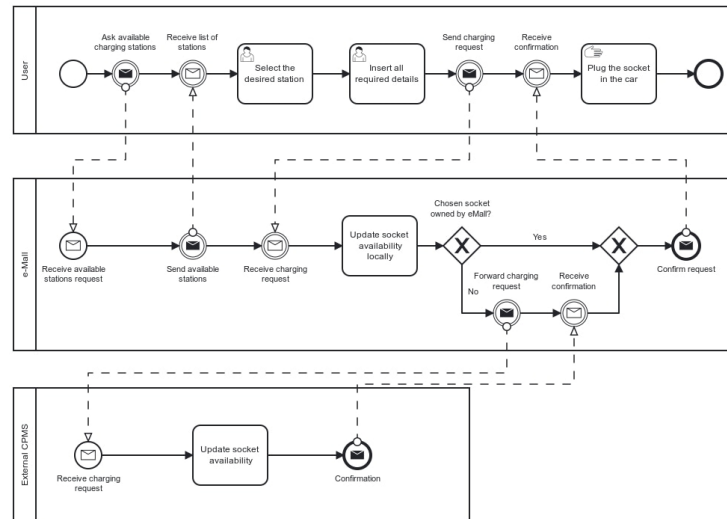 User
Ask available
charging stations
Receive list of
stations
Select the
desired station
Insert all
required details
Send charging
request
Receive
confirmation
Plug the socket
in the car
e-Mall
Receive available
stations request
Send available
stations
Receive charging
request
Update socket
availability
locally
Chosen socket
owned by eMall?
Yes
No
Forward charging
request
Receive
confirmation
Confirm request
External CPMS
Receive charging
request
Update socket
availability
Confirmation